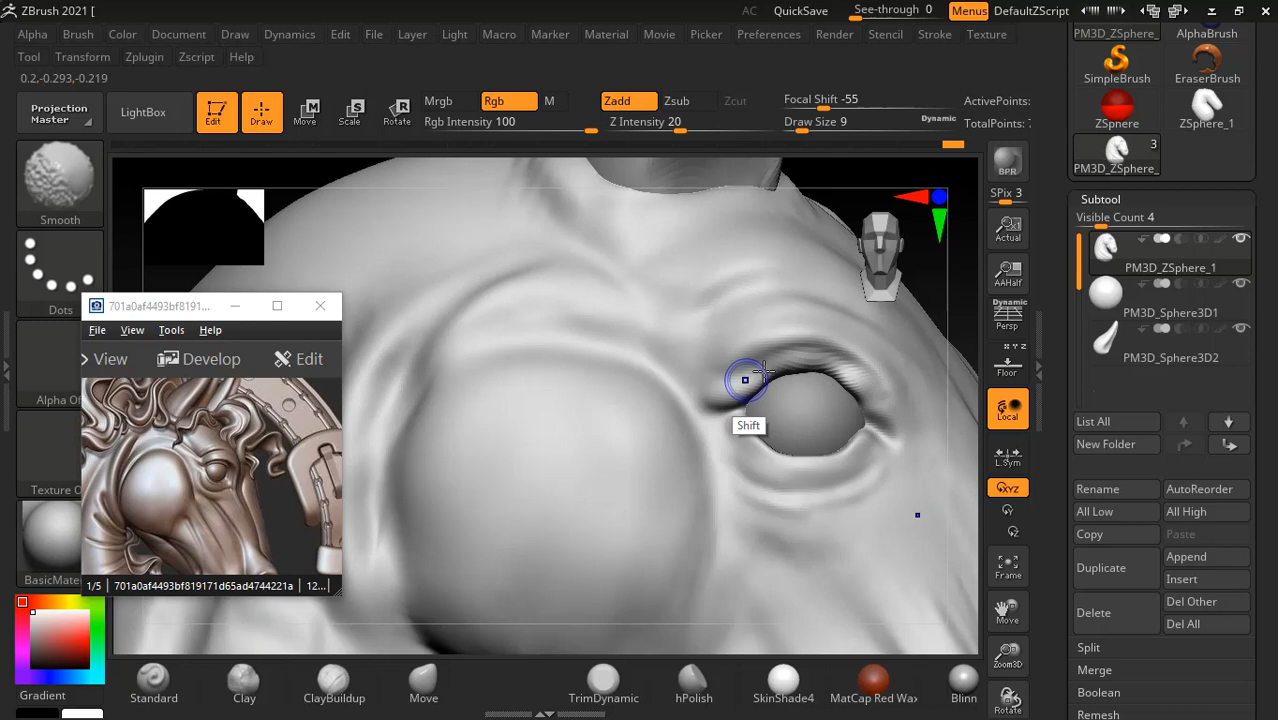 ZBrush 2021 [
AC
QuickSave
See-through 0
Menus
DefaultZScript
Alpha Brush Color Document Draw Dynamics Edit File Layer Light Macro Marker Material Movie Picker Preferences Render Stencil Stroke Texture
Tool Transform Zplugin Zscript Help
0.2,-0.293,-0.219
Projection
Master
LightBox
Edit
Draw
Move
Scale
Rotate
Mrgb
Rgb
M
Rgb Intensity 100
Zadd
Zsub
Zcut
Z Intensity 20
Focal Shift -55
Draw Size 9
Dynamic
ActivePoints:
TotalPoints: 7
PM3D_ZSphere_
AlphaBrush
SimpleBrush
EraserBrush
ZSphere
ZSphere_1
3
PM3D_ZSphere_
Smooth
Dots
Texture O
BasicMate
Gradient
701a0af4493bf8191...
File View Tools Help
View
Develop
Edit
1/5
701a0af4493bf819171d65ad4744221a
12...
Shift
BPR
SPix 3
Actual
AAHalf
Dynamic
Persp
X Y Z
Floor
Local
L.Sym
XYZ
Y
Z
Frame
Move
Zoom3D
Rotate
Subtool
Visible Count 4
PM3D_ZSphere_1
PM3D_Sphere3D1
PM3D_Sphere3D2
List All
New Folder
Rename
AutoReorder
All Low
All High
Copy
Paste
Duplicate
Append
Insert
Delete
Del Other
Del All
Split
Merge
Boolean
Remesh
Standard
Clay
ClayBuildup
Move
TrimDynamic
hPolish
SkinShade4
MatCap Red Wa
Blinn